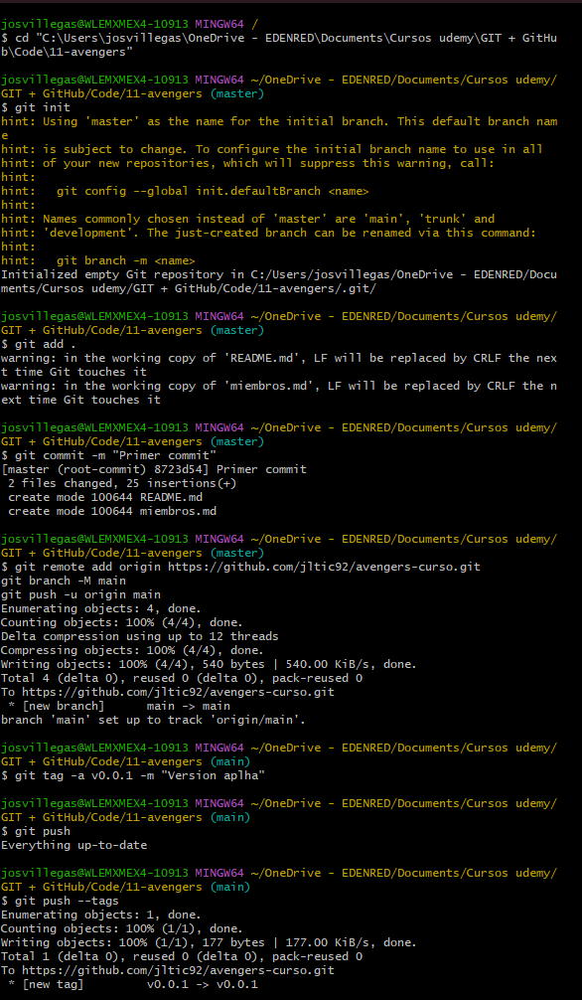 josvillegas@WLEMXMEX4-10913 MINGW64 /
$ cd "C:\Users\josvillegas\OneDrive - EDENRED\Documents\Cursos udemy\GIT + GitHu
b\Code\11-avengers"
josvillegas@WLEMXMEX4-10913 MINGW64 ~/OneDrive - EDENRED/Documents/Cursos udemy/
GIT + GitHub/Code/11-avengers (master)
$ git init
hint: Using 'master' as the name for the initial branch. This default branch nam
e
hint: is subject to change. To configure the initial branch name to use in all
hint: of your new repositories, which will suppress this warning, call:
hint:
hint:   git config --global init.defaultBranch <name>
hint:
hint: Names commonly chosen instead of 'master' are 'main', 'trunk' and
hint: 'development'. The just-created branch can be renamed via this command:
hint:
hint:   git branch -m <name>
Initialized empty Git repository in C:/Users/josvillegas/OneDrive - EDENRED/Docu
ments/Cursos udemy/GIT + GitHub/Code/11-avengers/.git/
josvillegas@WLEMXMEX4-10913 MINGW64 ~/OneDrive - EDENRED/Documents/Cursos udemy/
GIT + GitHub/Code/11-avengers (master)
$ git add .
warning: in the working copy of 'README.md', LF will be replaced by CRLF the nex
t time Git touches it
warning: in the working copy of 'miembros.md', LF will be replaced by CRLF the n
ext time Git touches it
josvillegas@WLEMXMEX4-10913 MINGW64 ~/OneDrive - EDENRED/Documents/Cursos udemy/
GIT + GitHub/Code/11-avengers (master)
$ git commit -m "Primer commit"
[master (root-commit) 8723d54] Primer commit
 2 files changed, 25 insertions(+)
 create mode 100644 README.md
 create mode 100644 miembros.md
josvillegas@WLEMXMEX4-10913 MINGW64 ~/OneDrive - EDENRED/Documents/Cursos udemy/
GIT + GitHub/Code/11-avengers (master)
$ git remote add origin https://github.com/jltic92/avengers-curso.git
git branch -M main
git push -u origin main
Enumerating objects: 4, done.
Counting objects: 100% (4/4), done.
Delta compression using up to 12 threads
Compressing objects: 100% (4/4), done.
Writing objects: 100% (4/4), 540 bytes | 540.00 KiB/s, done.
Total 4 (delta 0), reused 0 (delta 0), pack-reused 0
To https://github.com/jltic92/avengers-curso.git
 * [new branch]      main -> main
branch 'main' set up to track 'origin/main'.
josvillegas@WLEMXMEX4-10913 MINGW64 ~/OneDrive - EDENRED/Documents/Cursos udemy/
GIT + GitHub/Code/11-avengers (main)
$ git tag -a v0.0.1 -m "Version aplha"
josvillegas@WLEMXMEX4-10913 MINGW64 ~/OneDrive - EDENRED/Documents/Cursos udemy/
GIT + GitHub/Code/11-avengers (main)
$ git push
Everything up-to-date
josvillegas@WLEMXMEX4-10913 MINGW64 ~/OneDrive - EDENRED/Documents/Cursos udemy/
GIT + GitHub/Code/11-avengers (main)
$ git push --tags
Enumerating objects: 1, done.
Counting objects: 100% (1/1), done.
Writing objects: 100% (1/1), 177 bytes | 177.00 KiB/s, done.
Total 1 (delta 0), reused 0 (delta 0), pack-reused 0
To https://github.com/jltic92/avengers-curso.git
 * [new tag]         v0.0.1 -> v0.0.1